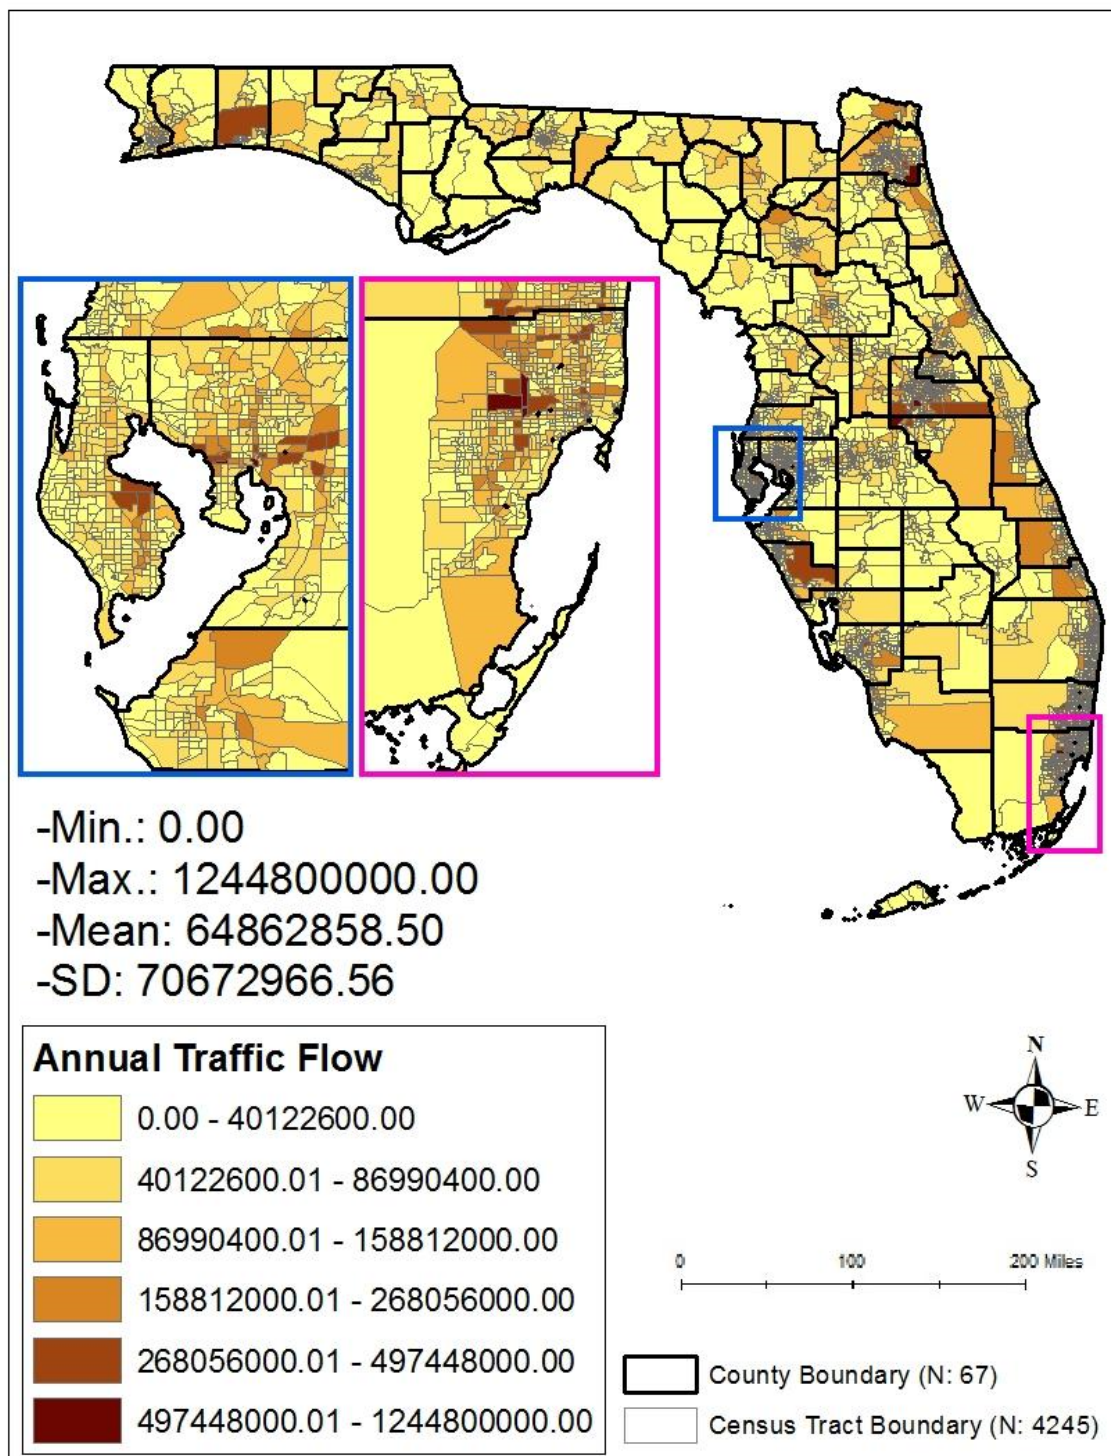 -Min.: 0.00
-Max.: 1244800000.00
-Mean: 64862858.50
-SD: 70672966.56
Annual Traffic Flow
0.00 - 40122600.00
40122600.01 - 86990400.00
86990400.01 - 158812000.00
158812000.01 - 268056000.00
268056000.01 - 497448000.00
497448000.01 - 1244800000.00
N
W E
S
0 100 200 Miles
County Boundary (N: 67)
Census Tract Boundary (N: 4245)